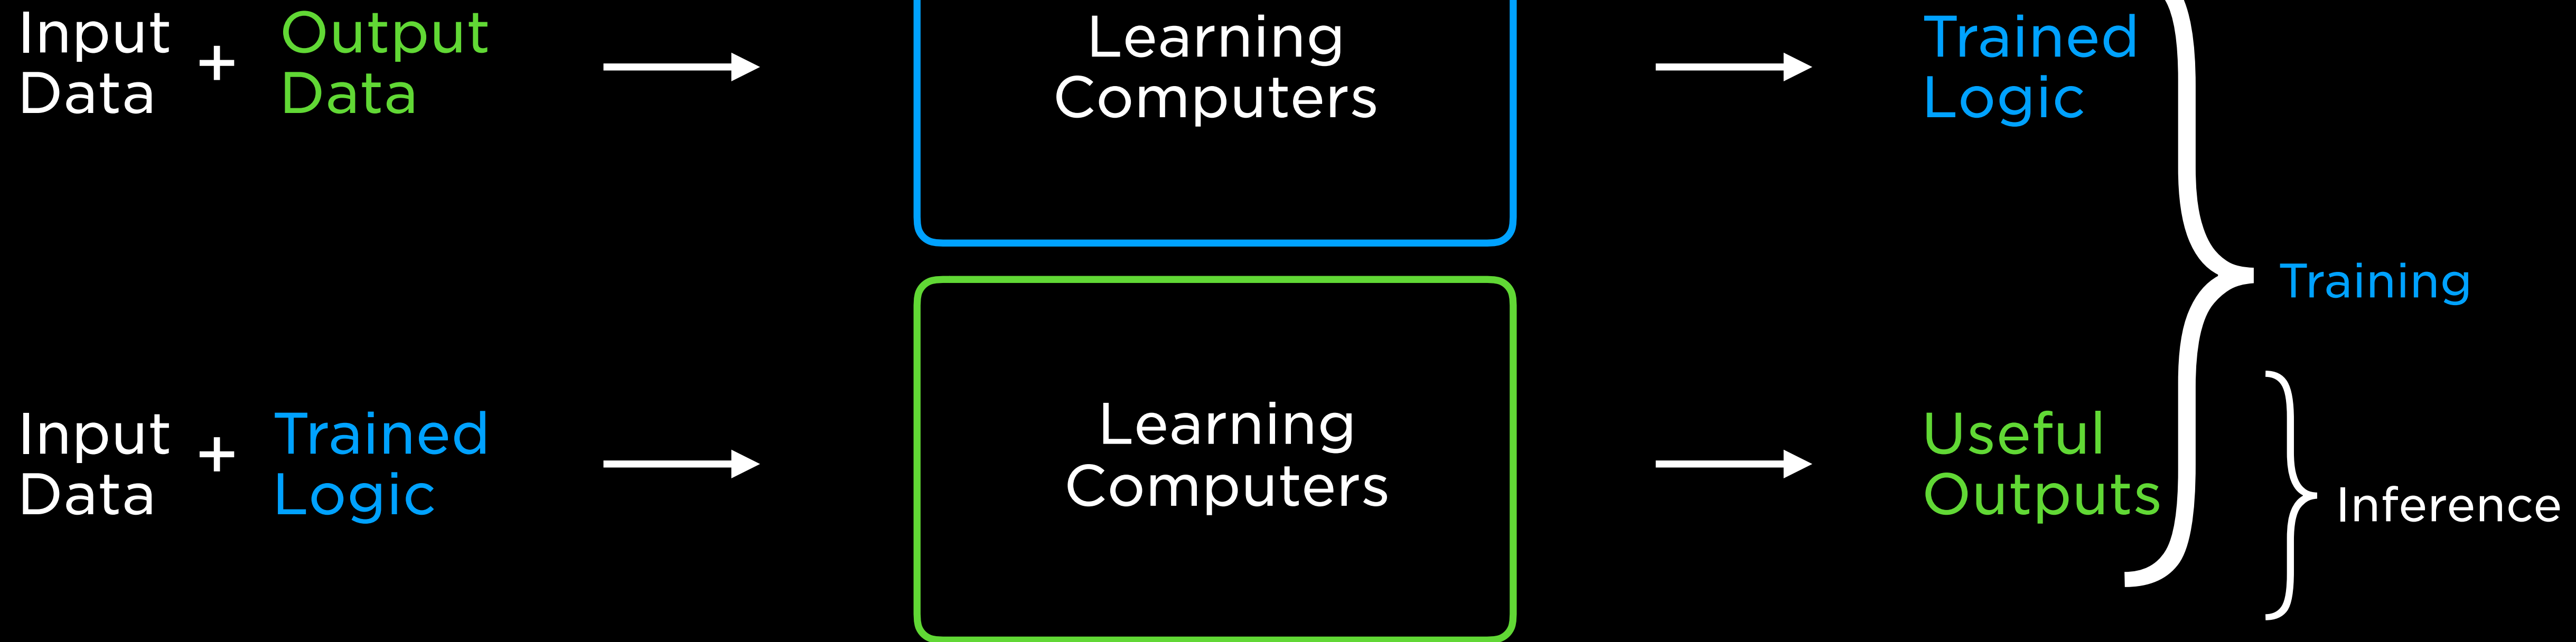 Input
Data
+
Output
Data
Learning
Computers
Trained
Logic
Training
Input
Data
+
Trained
Logic
Learning
Computers
Useful
Outputs
Inference